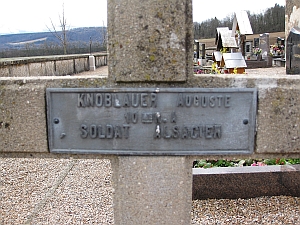 KNOBLAUER AUGUSTE
SOLDAT ALSACIEN